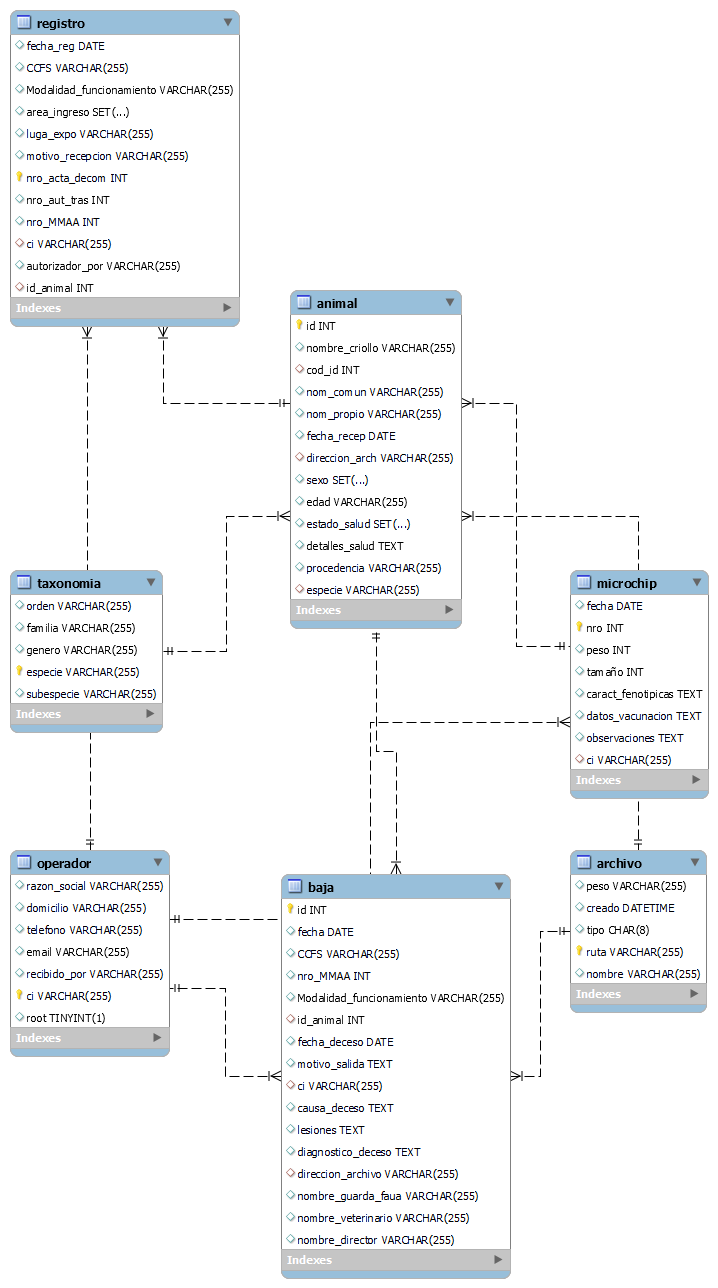 registro
fecha_reg DATE
CCFS VARCHAR(255)
Modalidad_funcionamiento VARCHAR(255)
area_ingreso SET(...)
luga_expo VARCHAR(255)
motivo_recepcion VARCHAR(255)
nro_acta_decom INT
nro_aut_tras INT
nro_MMAA INT
ci VARCHAR(255)
autorizador_por VARCHAR(255)
id_animal INT
Indexes
animal
id INT
nombre_criollo VARCHAR(255)
cod_id INT
nom_comun VARCHAR(255)
nom_propio VARCHAR(255)
fecha_recep DATE
direccion_arch VARCHAR(255)
sexo SET(...)
edad VARCHAR(255)
estado_salud SET(...)
detalles_salud TEXT
procedencia VARCHAR(255)
especie VARCHAR(255)
Indexes
taxonomia
orden VARCHAR(255)
familia VARCHAR(255)
genero VARCHAR(255)
especie VARCHAR(255)
subespecie VARCHAR(255)
Indexes
microchip
fecha DATE
nro INT
peso INT
tamaño INT
caract_fenotipicas TEXT
datos_vacunacion TEXT
observaciones TEXT
ci VARCHAR(255)
Indexes
operador
razon_social VARCHAR(255)
domicilio VARCHAR(255)
telefono VARCHAR(255)
email VARCHAR(255)
recibido_por VARCHAR(255)
ci VARCHAR(255)
root TINYINT(1)
Indexes
baja
id INT
fecha DATE
CCFS VARCHAR(255)
nro_MMAA INT
Modalidad_funcionamiento VARCHAR(255)
id_animal INT
fecha_deceso DATE
motivo_salida TEXT
ci VARCHAR(255)
causa_deceso TEXT
lesiones TEXT
diagnostico_deceso TEXT
direccion_archivo VARCHAR(255)
nombre_guarda_faua VARCHAR(255)
nombre_veterinario VARCHAR(255)
nombre_director VARCHAR(255)
Indexes
archivo
peso VARCHAR(255)
creado DATETIME
tipo CHAR(8)
ruta VARCHAR(255)
nombre VARCHAR(255)
Indexes